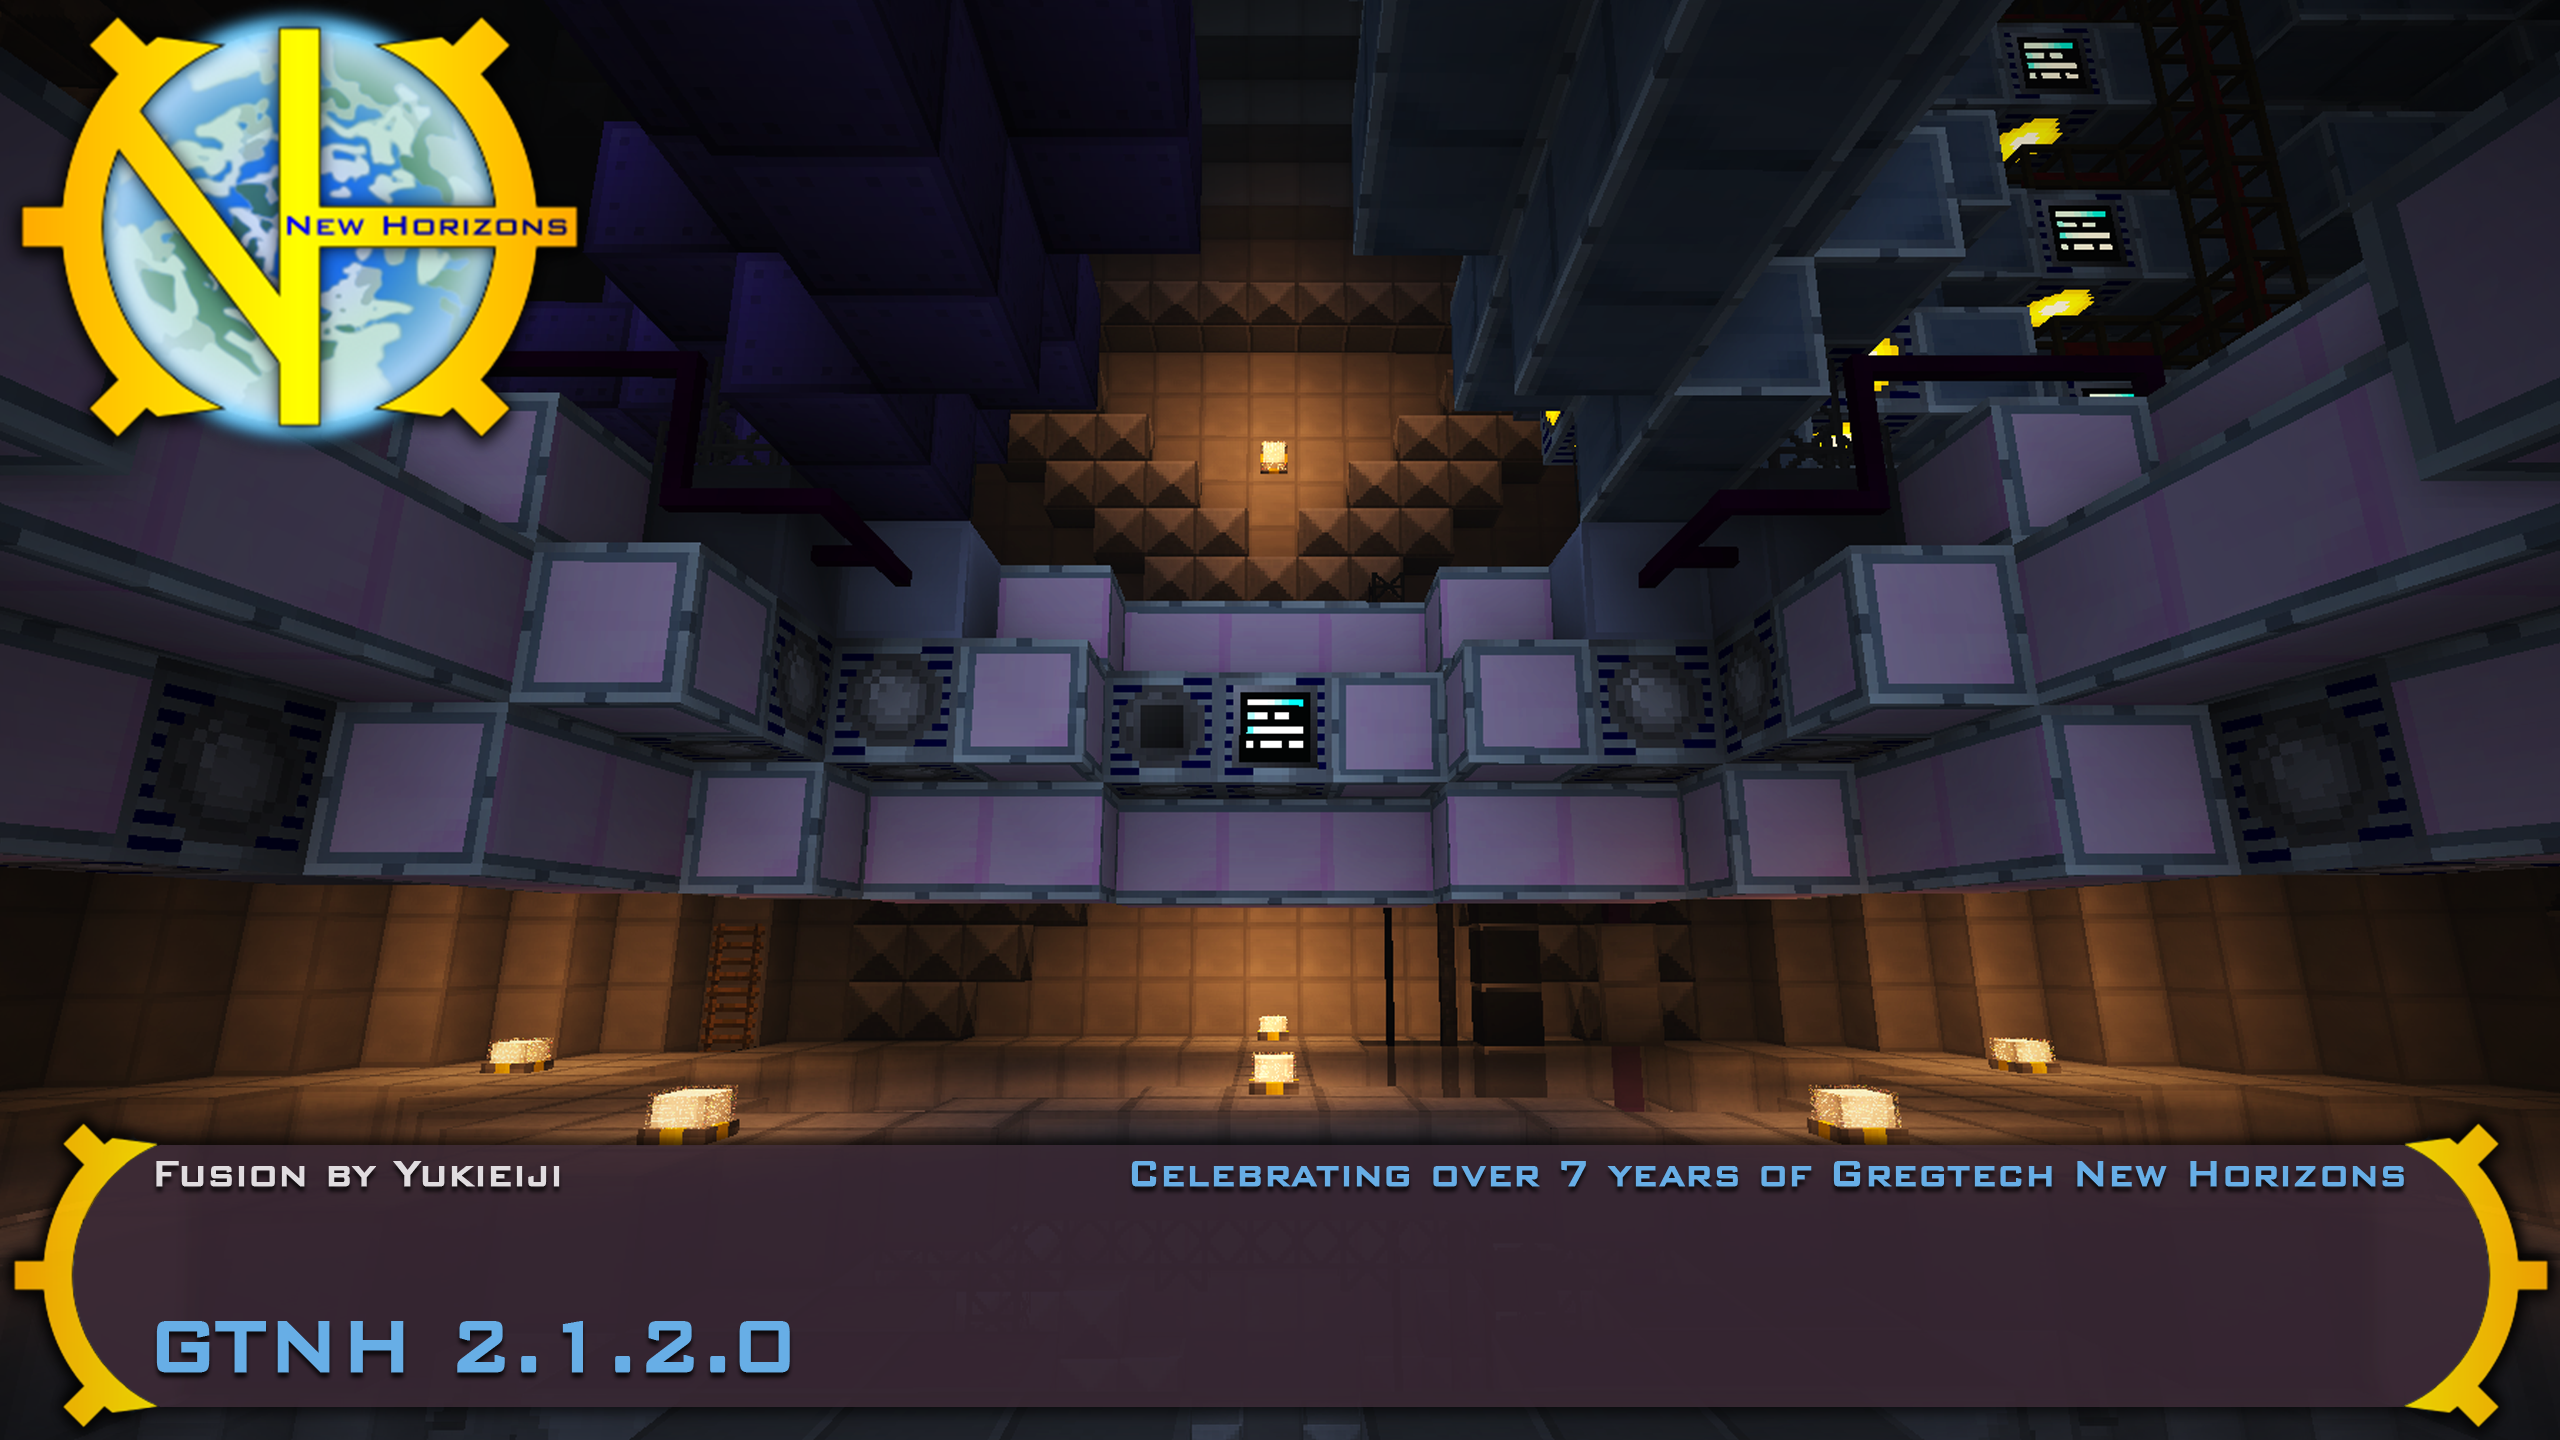 New Horizons
Fusion by Yukieiji
Celebrating over 7 years of Gregtech New Horizons
GTNH 2.1.2.0